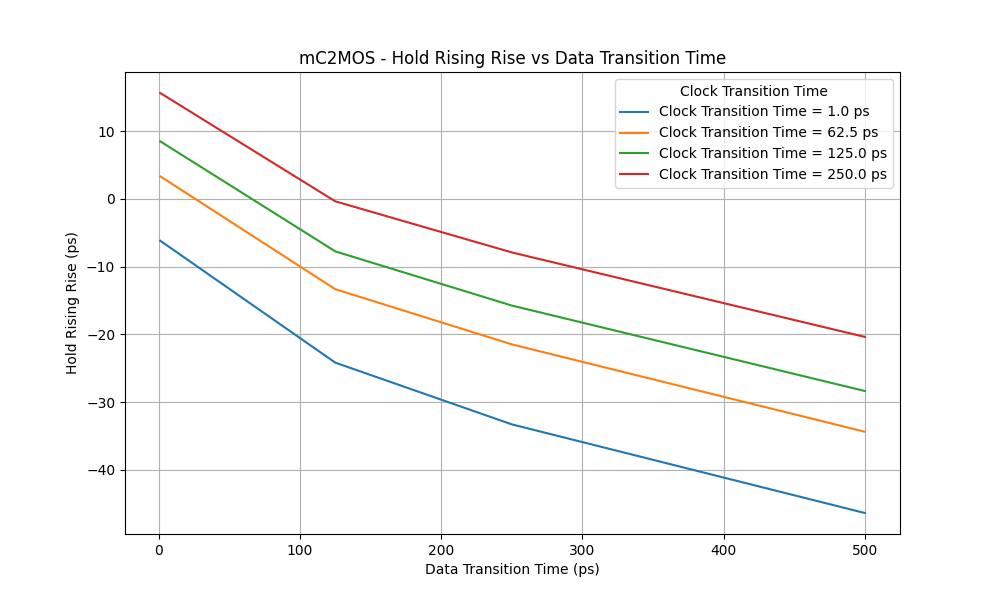 mC2MOS - Hold Rising Rise vs Data Transition Time
Clock Transition Time
Clock Transition Time = 1.0 ps
Clock Transition Time = 62.5 ps
Clock Transition Time = 125.0 ps
Clock Transition Time = 250.0 ps
Hold Rising Rise (ps)
10
0
−10
−20
−30
−40
0 100 200 300 400 500
Data Transition Time (ps)